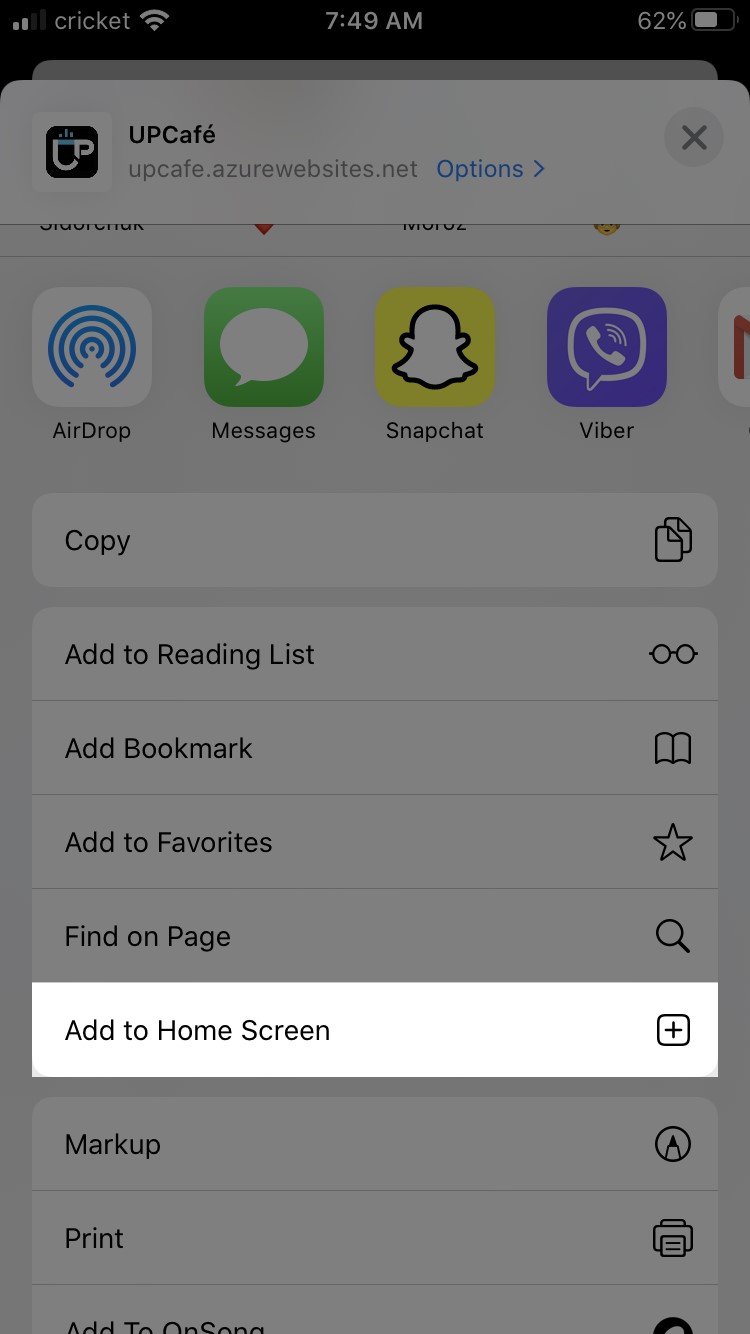 cricket 7:49 AM 62%
UP
UPCafé
upcafe.azurewebsites.net Options
Sidorchuk Moroz
AirDrop Messages Snapchat Viber
Copy
Add to Reading List
Add Bookmark
Add to Favorites
Find on Page
Add to Home Screen
Markup
Print
Add To OnSong